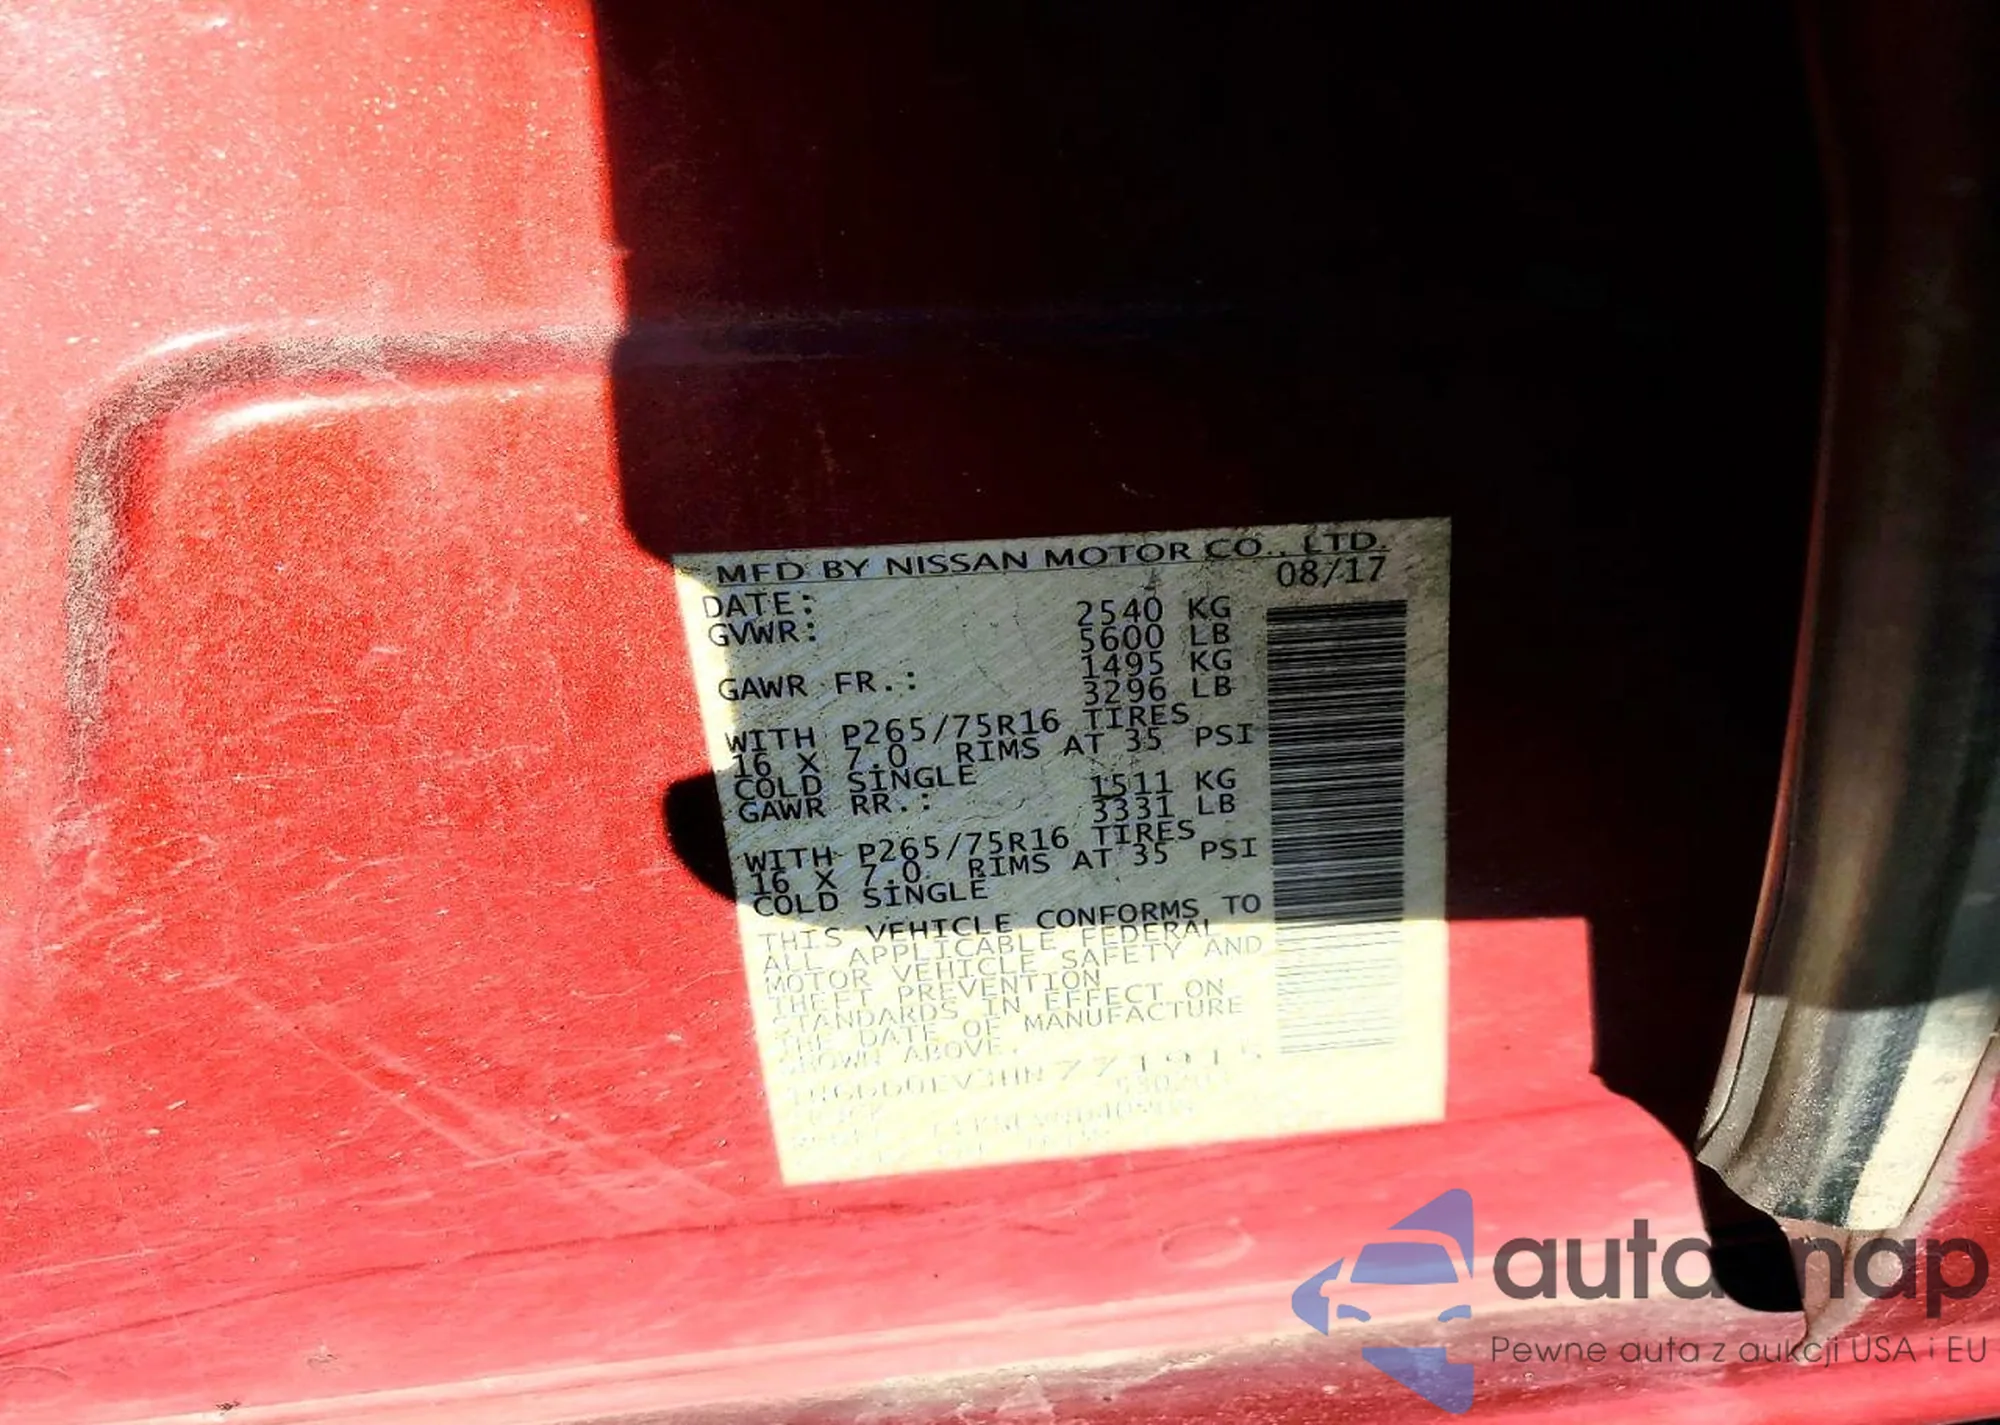 MFD BY NISSAN MOTOR CO., LTD.
DATE: 08/17
GVWR: 2540 KG
5600 LB
GAWR FR.: 1495 KG
3296 LB
WITH P265/75R16 TIRES
16 X 7.0 RIMS AT 35 PSI
COLD SINGLE
GAWR RR.: 1511 KG
3331 LB
WITH P265/75R16 TIRES
16 X 7.0 RIMS AT 35 PSI
COLD SINGLE
THIS VEHICLE CONFORMS TO
ALL APPLICABLE FEDERAL
MOTOR VEHICLE SAFETY AND
THEFT PREVENTION
STANDARDS IN EFFECT ON
THE DATE OF MANUFACTURE
SHOWN ABOVE.
Pewne auta z aukcji USA i EU